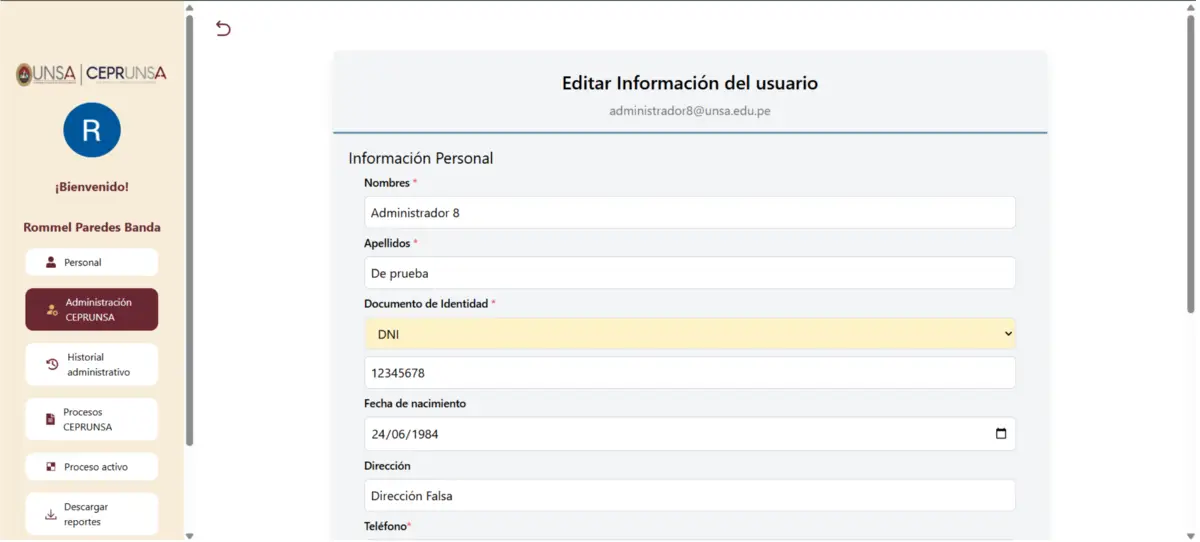 UNSA | CEPRUNSA
R
¡Bienvenido!
Rommel Paredes Banda
Personal
Administración
CEPRUNSA
Historial
administrativo
Procesos
CEPRUNSA
Proceso activo
Descargar
reportes
Editar Información del usuario
administrador8@unsa.edu.pe
Información Personal
Nombres *
Administrador 8
Apellidos *
De prueba
Documento de Identidad *
DNI
12345678
Fecha de nacimiento
24/06/1984
Dirección
Dirección Falsa
Teléfono*